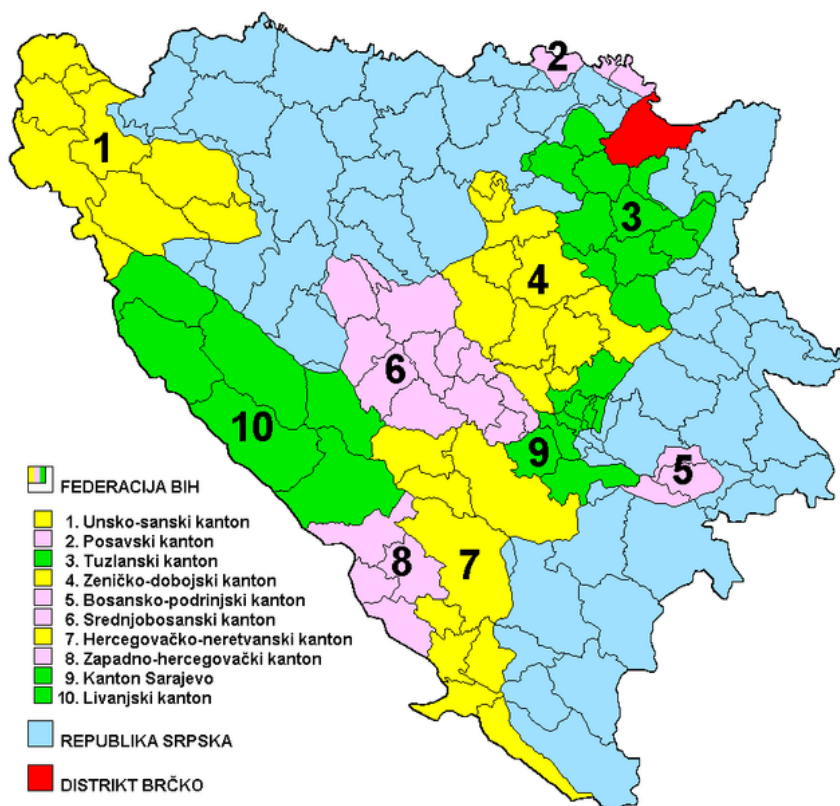 2
1
3
4
6
10
9
5
8
7
FEDERACIJA BIH
1. Unsko-sanski kanton
2. Posavski kanton
3. Tuzlanski kanton
4. Zeničko-dobojski kanton
5. Bosansko-podrinjski kanton
6. Srednjobosanski kanton
7. Hercegovačko-neretvanski kanton
8. Zapadno-hercegovački kanton
9. Kanton Sarajevo
10. Livanjski kanton
REPUBLIKA SRPSKA
DISTRIKT BRČKO